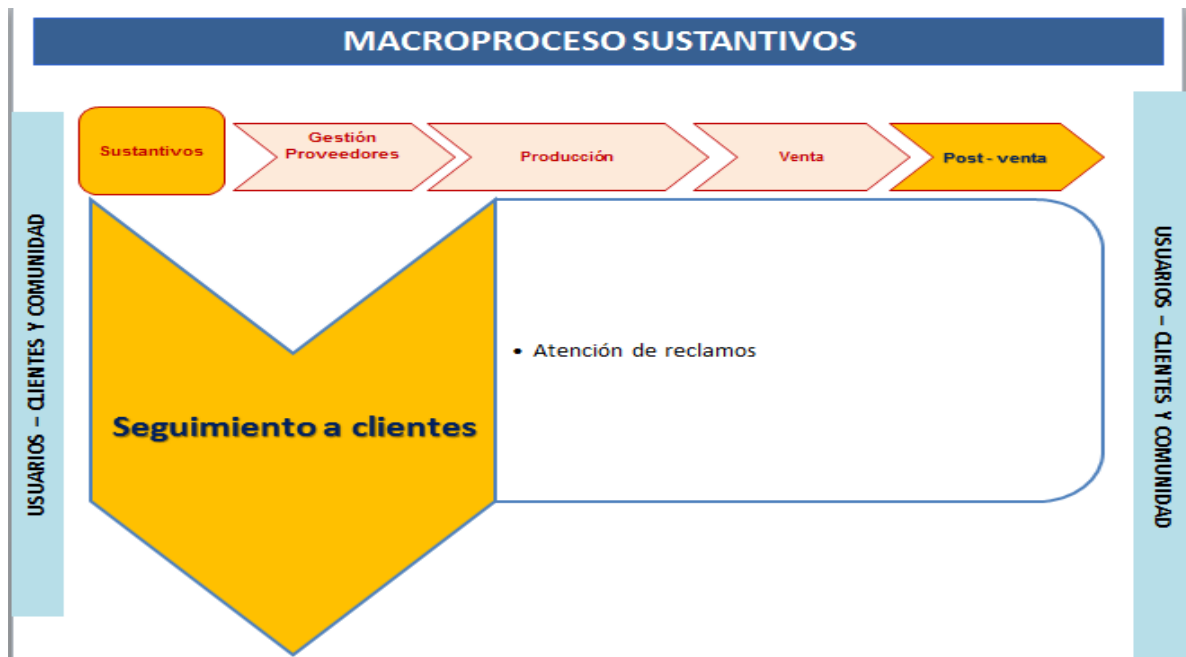 MACROPROCESO SUSTANTIVOS
USUARIOS – CLIENTES Y COMUNIDAD
Sustantivos
Gestión
Proveedores
Producción
Venta
Post - venta
Seguimiento a clientes
• Atención de reclamos
USUARIOS – CLIENTES Y COMUNIDAD